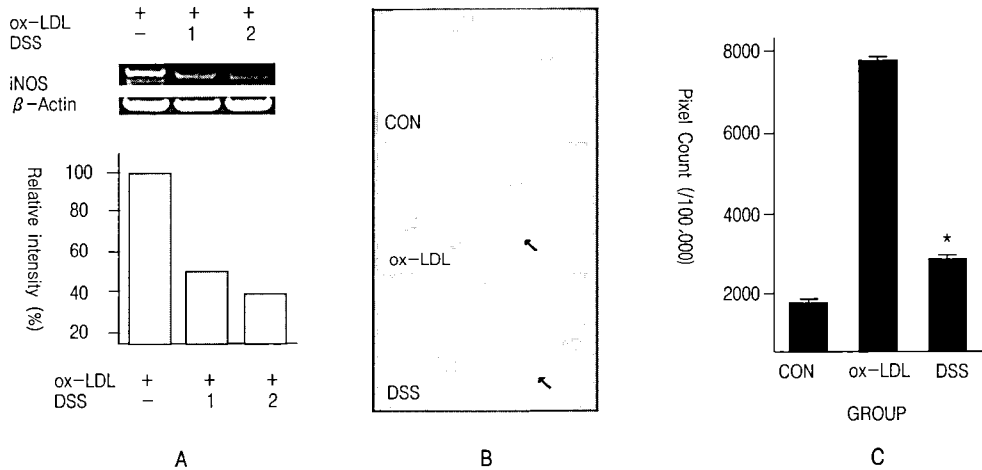 ox-LDL + + +
DSS − 1 2
iNOS
β-Actin
Relative intensity (%)
100
80
60
40
20
ox-LDL + + +
DSS − 1 2
A
CON
ox-LDL
DSS
B
Pixel Count (/100,000)
8000
6000
4000
2000
*
CON ox-LDL DSS
GROUP
C